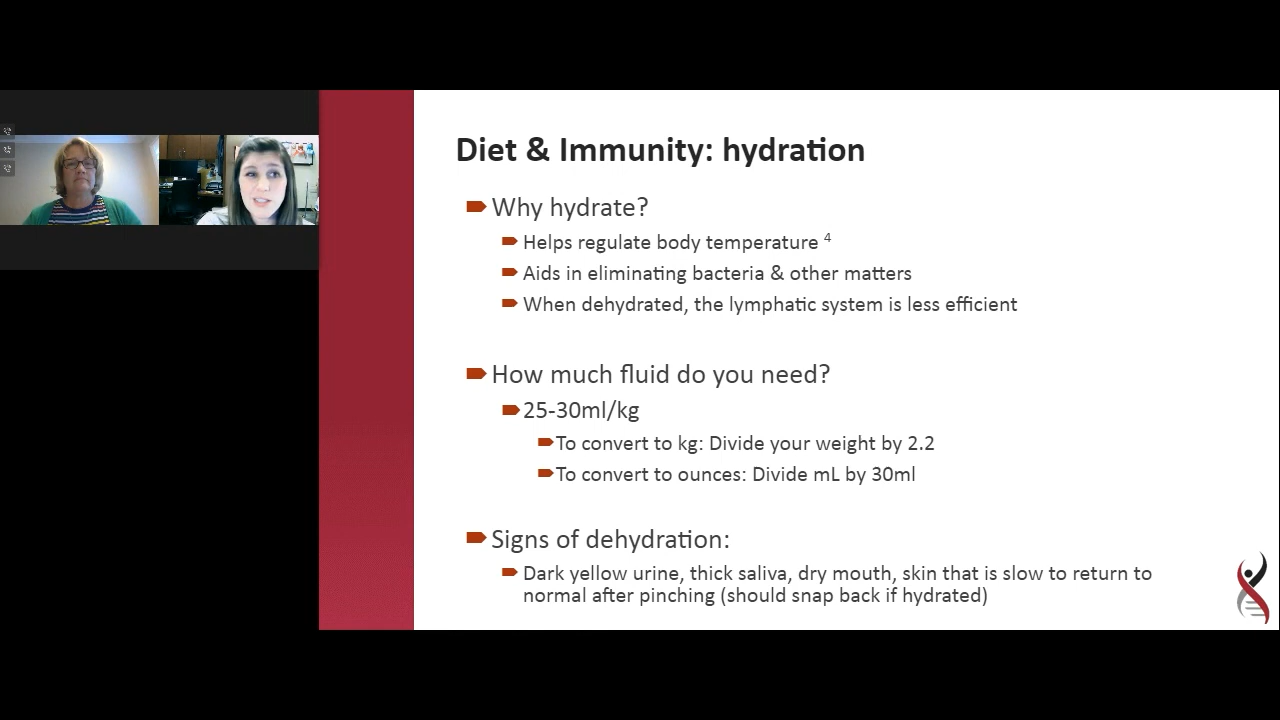 Diet & Immunity: hydration
Why hydrate?
Helps regulate body temperature 4
Aids in eliminating bacteria & other matters
When dehydrated, the lymphatic system is less efficient
How much fluid do you need?
25-30ml/kg
To convert to kg: Divide your weight by 2.2
To convert to ounces: Divide mL by 30ml
Signs of dehydration:
Dark yellow urine, thick saliva, dry mouth, skin that is slow to return to
normal after pinching (should snap back if hydrated)